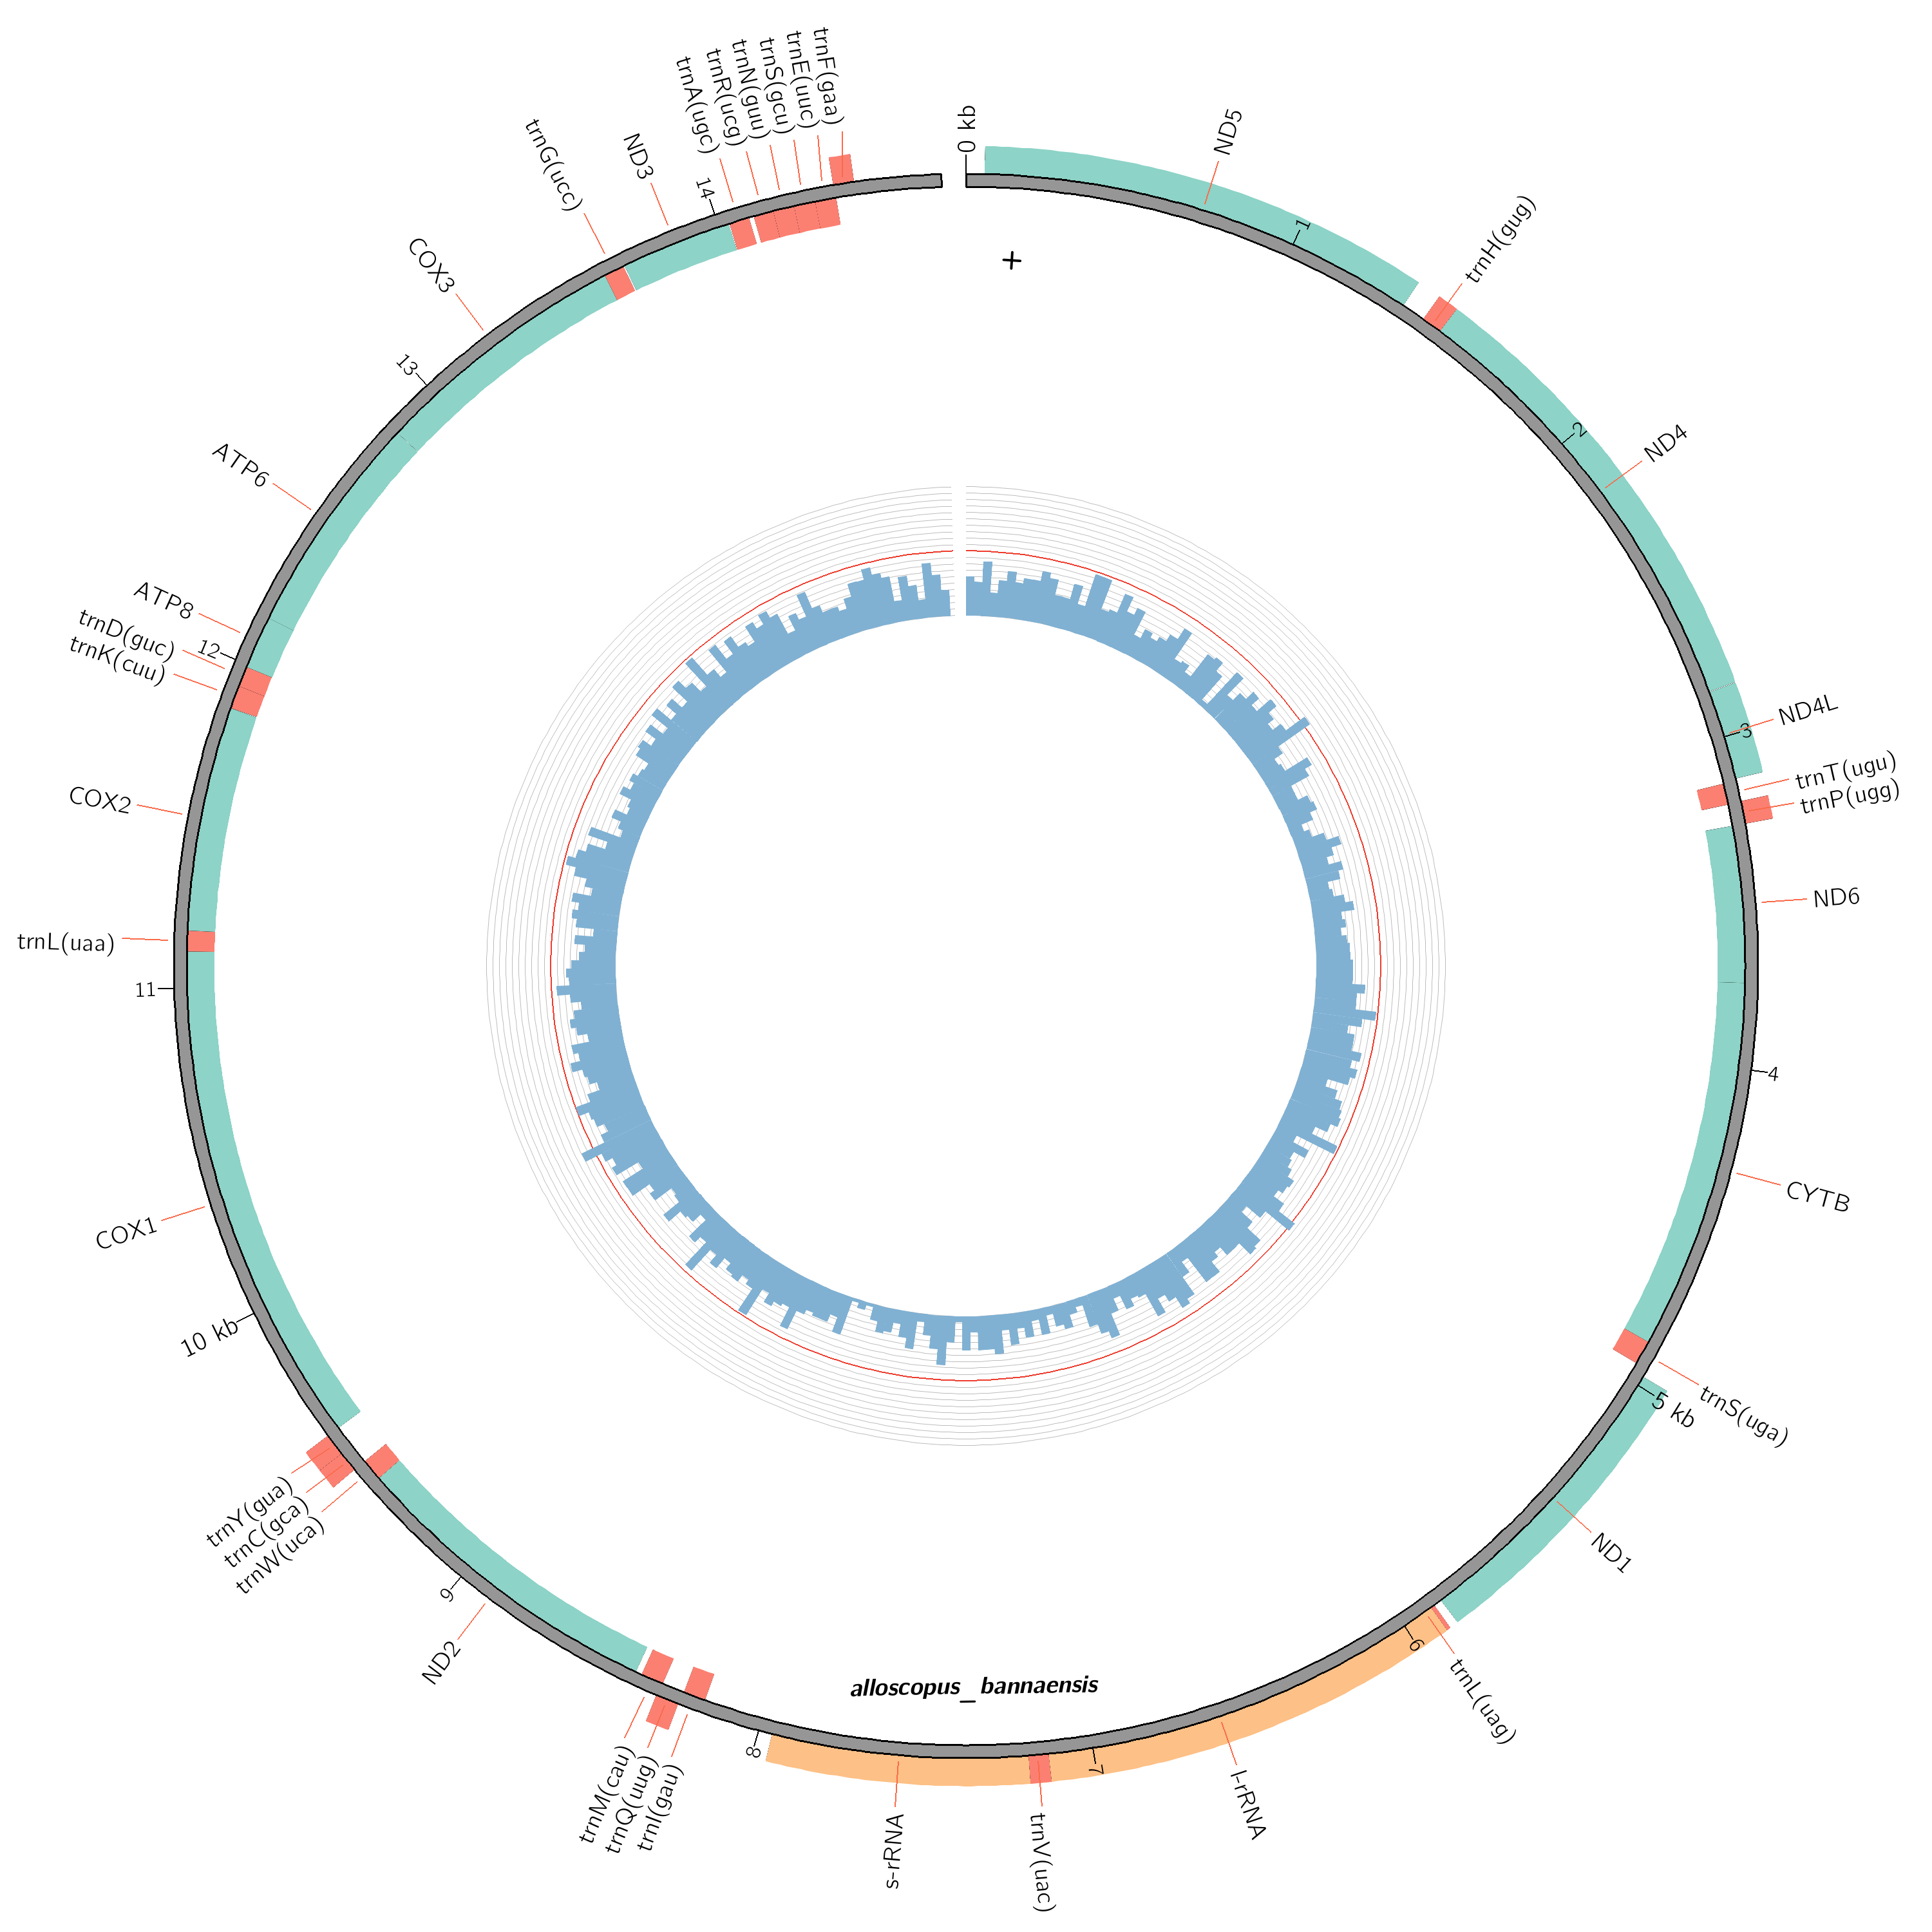 0 kb
ND5
1
trnH(gug)
2
ND4
ND4L
3
trnT(ugu)
trnP(ugg)
ND6
4
CYTB
trnS(uga)
5 kb
ND1
trnL(uag)
6
l-rRNA
7
trnV(uac)
s-rRNA
8
trnI(gau)
trnQ(uug)
trnM(cau)
ND2
9
trnW(uca)
trnC(gca)
trnY(gua)
10 kb
COX1
11
trnL(uaa)
COX2
trnK(cuu)
trnD(guc)
12
ATP8
ATP6
13
COX3
trnG(ucc)
ND3
14
trnA(ugc)
trnR(ucg)
trnN(guu)
trnS(gcu)
trnE(uuc)
trnF(gaa)
+
alloscopus_bannaensis